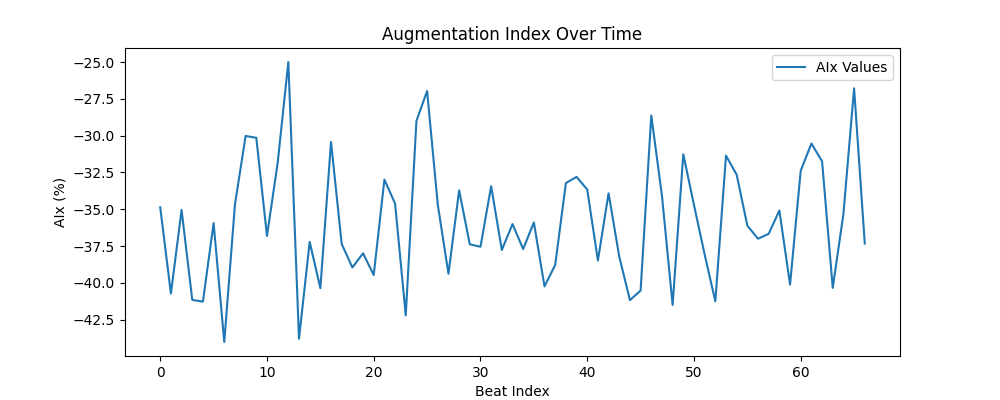 Augmentation Index Over Time
AIx Values
AIx (%)
−25.0
−27.5
−30.0
−32.5
−35.0
−37.5
−40.0
−42.5
0 10 20 30 40 50 60
Beat Index